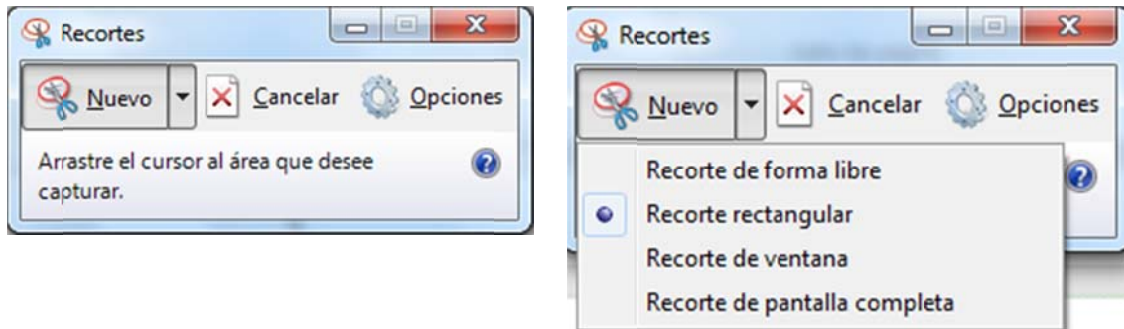 Recortes
Nuevo Cancelar Opciones
Arrastre el cursor al área que desee
capturar.
Recortes
Nuevo Cancelar Opciones
Recorte de forma libre
Recorte rectangular
Recorte de ventana
Recorte de pantalla completa